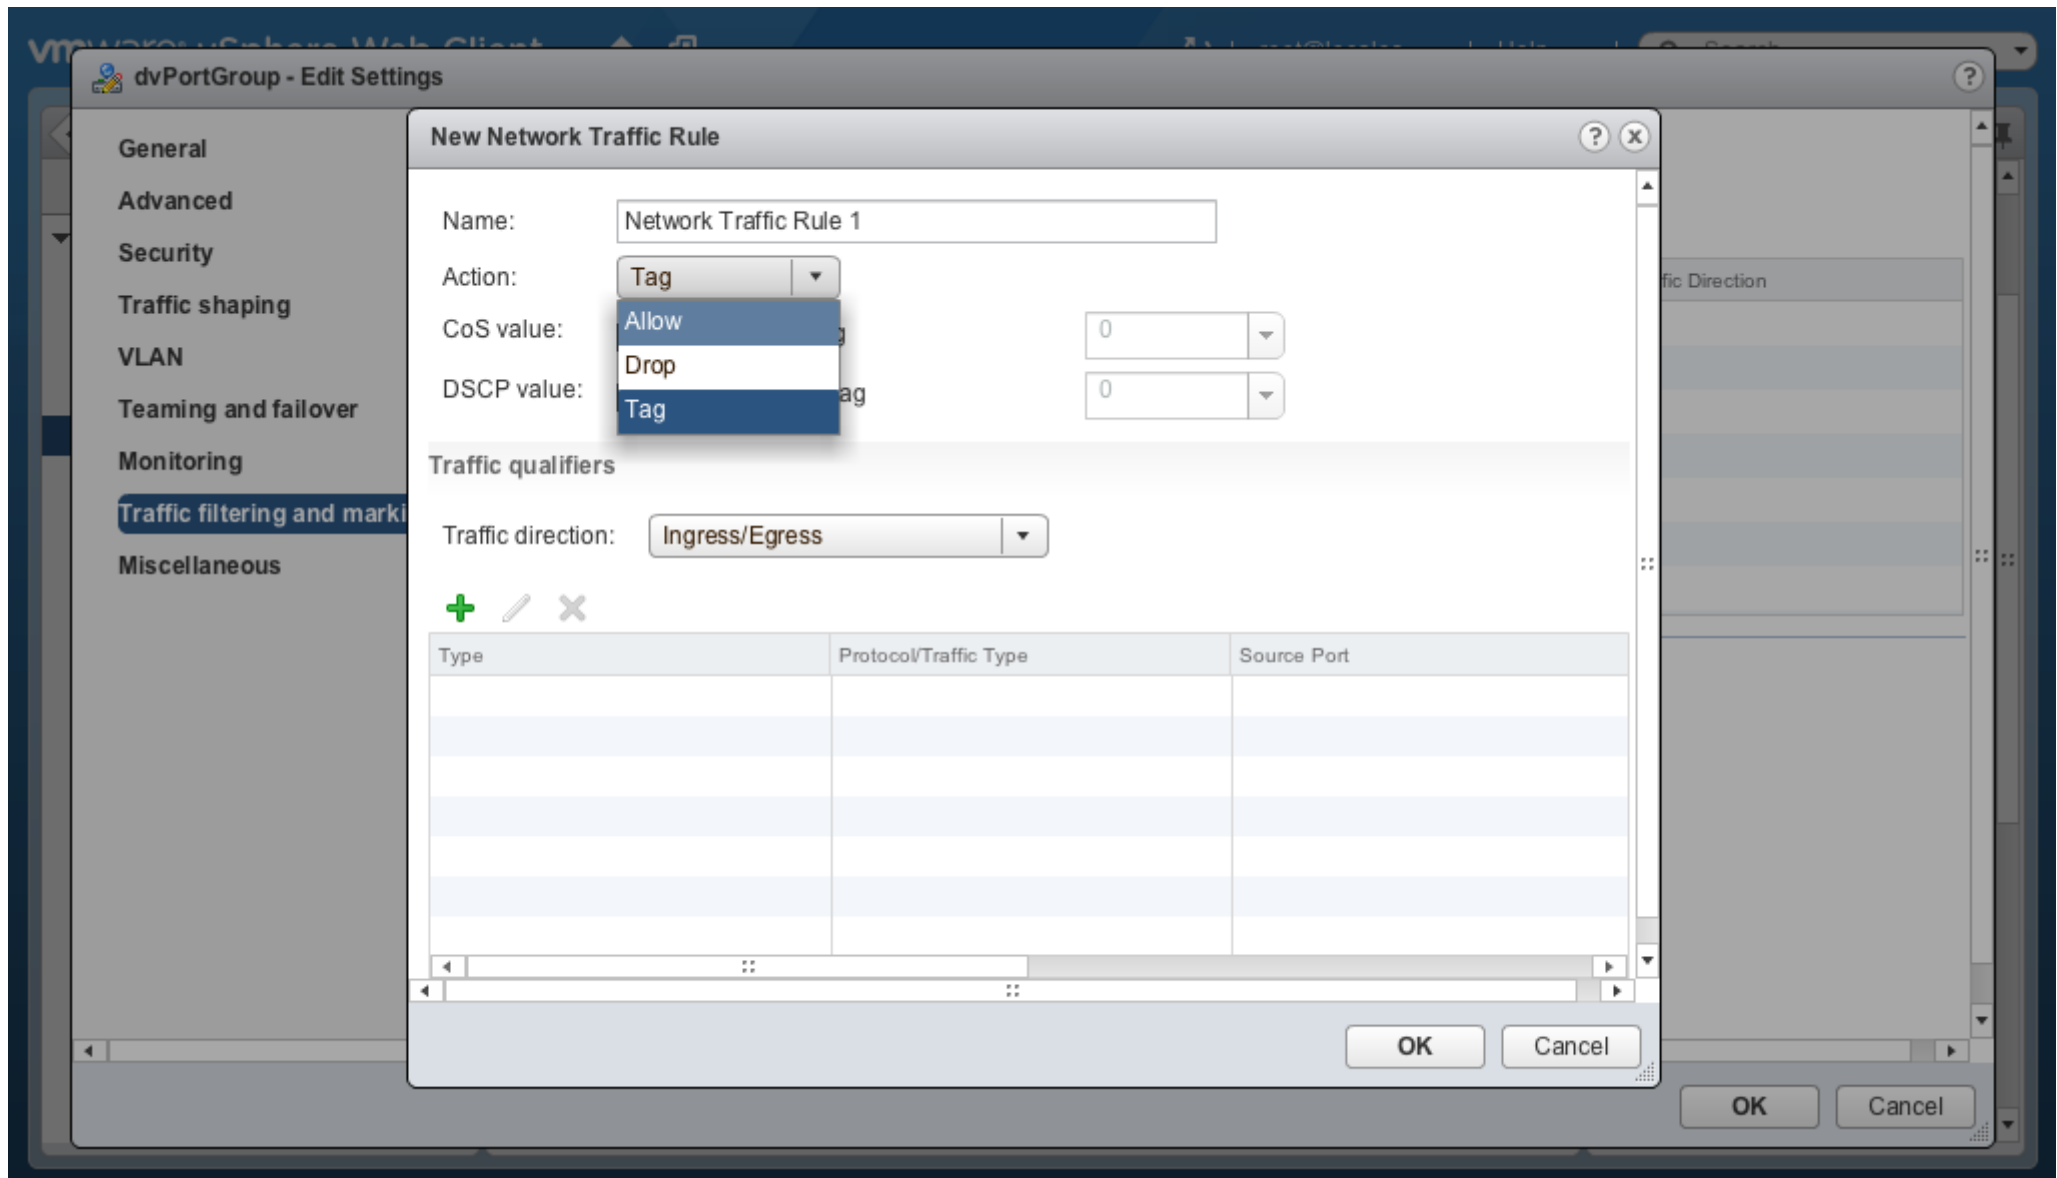 dvPortGroup - Edit Settings
?
General
Advanced
Security
Traffic shaping
VLAN
Teaming and failover
Monitoring
Traffic filtering and marki
Miscellaneous
New Network Traffic Rule
?
Name: Network Traffic Rule 1
Action: Tag
Allow
Drop
Tag
CoS value: 0
DSCP value: ag 0
Traffic qualifiers
Traffic direction: Ingress/Egress
Type Protocol/Traffic Type Source Port
OK Cancel
fic Direction
OK Cancel